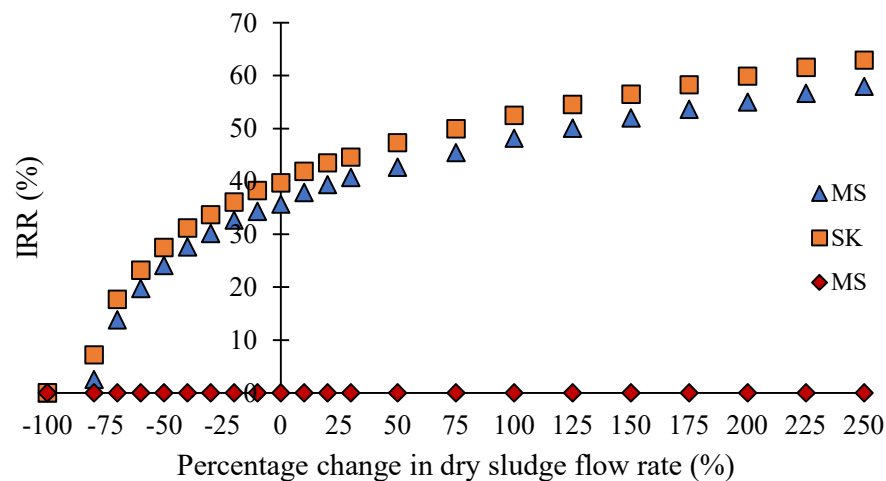 70
60
50
40
30
20
10
0
IRR (%)
MS
SK
MS
-100 -75 -50 -25 0 25 50 75 100 125 150 175 200 225 250
Percentage change in dry sludge flow rate (%)